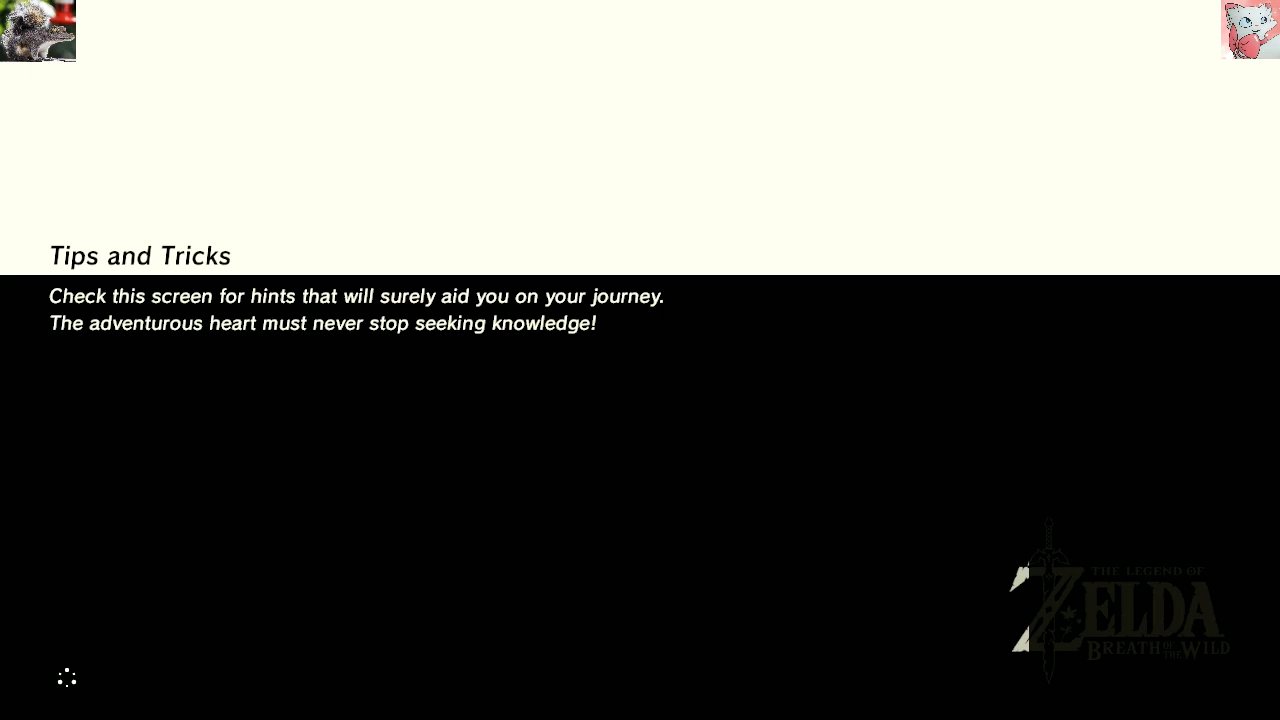 Tips and Tricks
Check this screen for hints that will surely aid you on your journey.
The adventurous heart must never stop seeking knowledge!
THE LEGEND OF
ZELDA
BREATH OF THE WILD